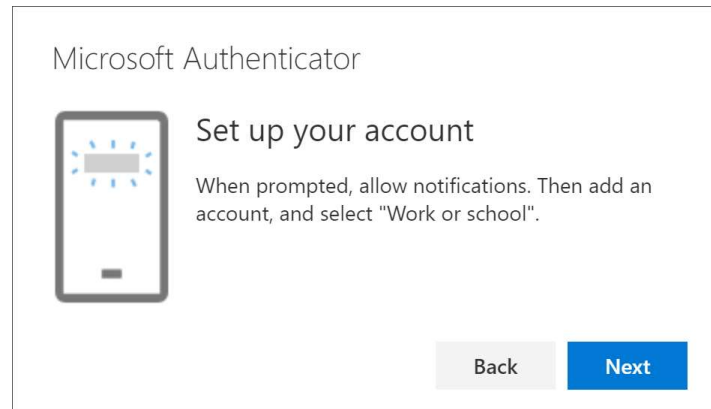 Microsoft Authenticator
Set up your account
When prompted, allow notifications. Then add an
account, and select "Work or school".
Back
Next